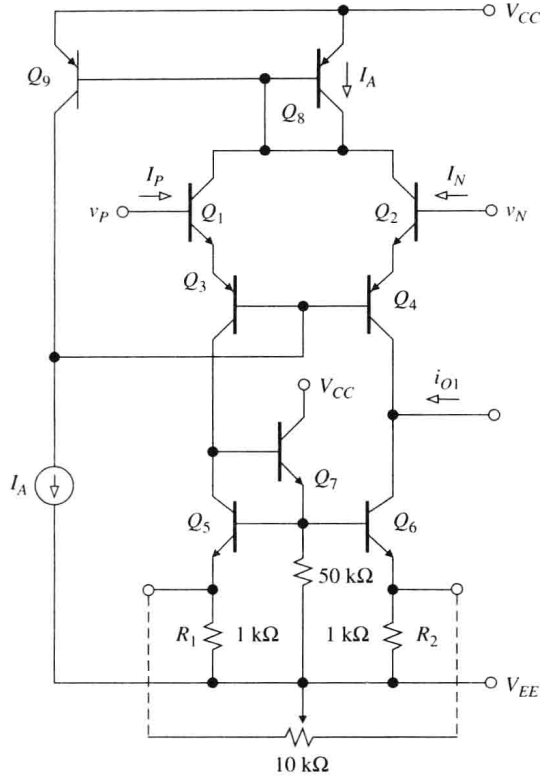 V_CC
Q_9
Q_8
I_A
I_P
I_N
v_P
Q_1
Q_2
v_N
Q_3
Q_4
V_CC
i_O1
I_A
Q_7
Q_5
Q_6
50 kΩ
R_1
1 kΩ
1 kΩ
R_2
V_EE
10 kΩ